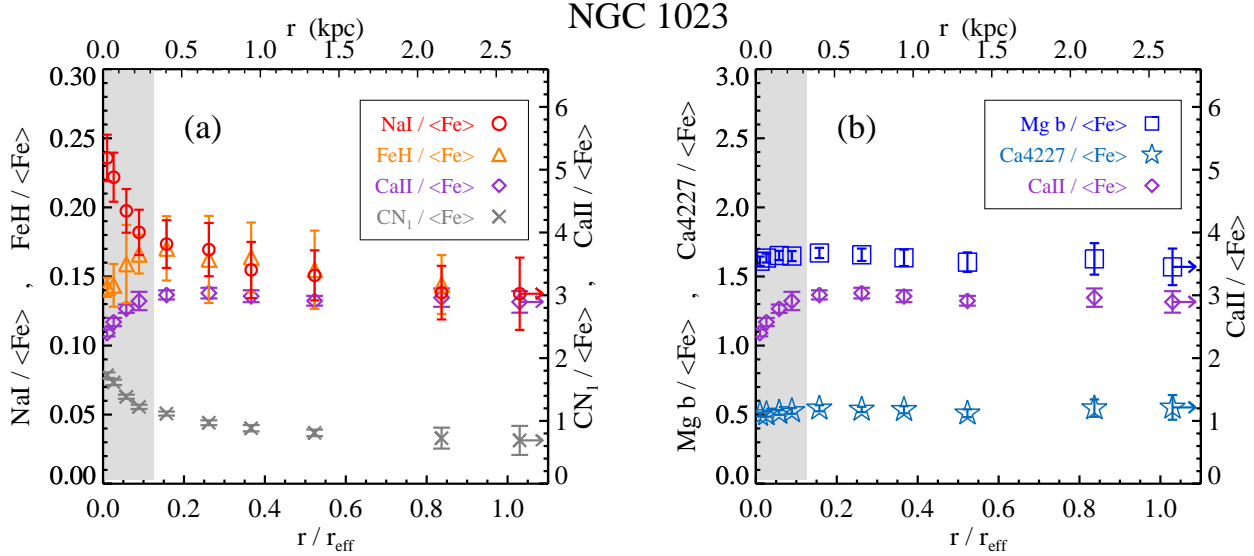 NGC 1023
r (kpc)
0.0 0.5 1.0 1.5 2.0 2.5
0.30
0.25
0.20
0.15
0.10
0.05
0.00
NaI / <Fe> , FeH / <Fe>
(a)
NaI / <Fe>
FeH / <Fe>
CaII / <Fe>
CN₁ / <Fe>
6
5
4
3
2
1
0
CN₁ / <Fe> , CaII / <Fe>
0.0 0.2 0.4 0.6 0.8 1.0
r / r_eff
r (kpc)
0.0 0.5 1.0 1.5 2.0 2.5
3.0
2.5
2.0
1.5
1.0
0.5
0.0
Mg b / <Fe> , Ca4227 / <Fe>
(b)
Mg b / <Fe>
Ca4227 / <Fe>
CaII / <Fe>
6
5
4
3
2
1
0
CaII / <Fe>
0.0 0.2 0.4 0.6 0.8 1.0
r / r_eff